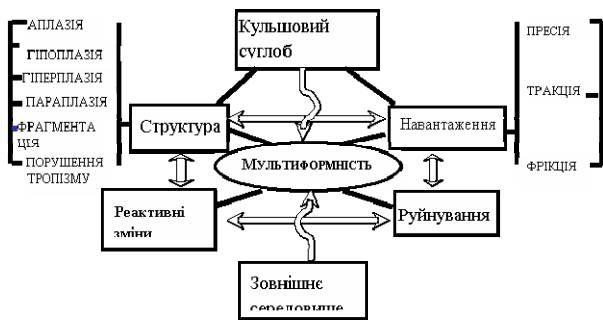 АПЛАЗІЯ
ГІПОПЛАЗІЯ
ГІПЕРПЛАЗІЯ
ПАРАПЛАЗІЯ
ФРАГМЕНТА
ЦІЯ
ПОРУШЕННЯ
ТРОПІЗМУ
Кульшовий
суглоб
Структура
Навантаження
ПРЕСІЯ
ТРАКЦІЯ
ФРІКЦІЯ
МУЛЬТИФОРМНІСТЬ
Реактивні
зміни
Руйнування
Зовнішнє
середовище